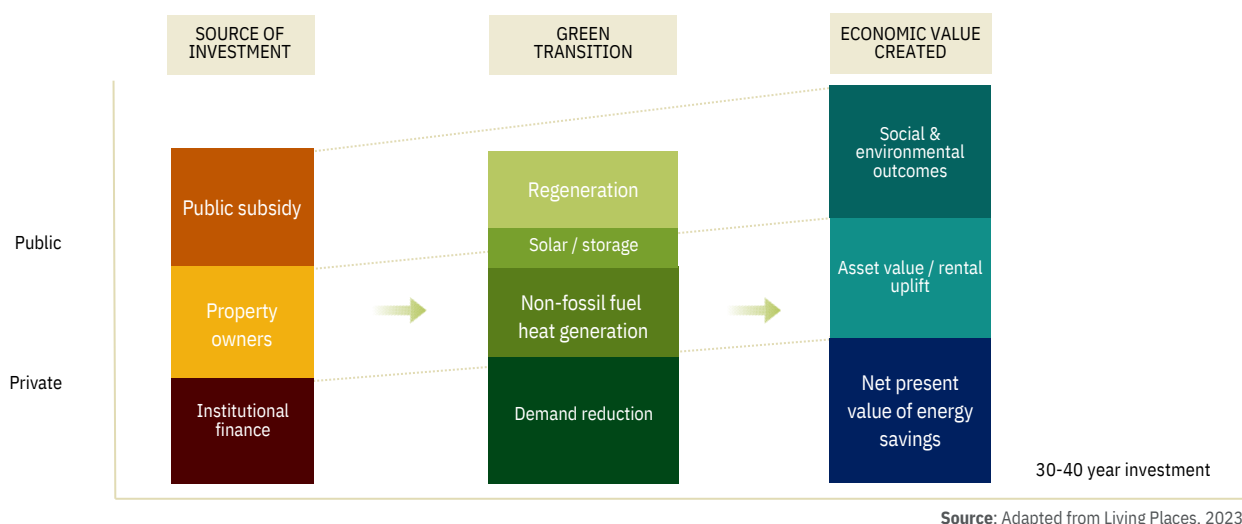 SOURCE OF
INVESTMENT
GREEN
TRANSITION
ECONOMIC VALUE
CREATED
Public
Private
Public subsidy
Property
owners
Institutional
finance
Regeneration
Solar / storage
Non-fossil fuel
heat generation
Demand reduction
Social &
environmental
outcomes
Asset value / rental
uplift
Net present
value of energy
savings
30-40 year investment
Source: Adapted from Living Places, 2023